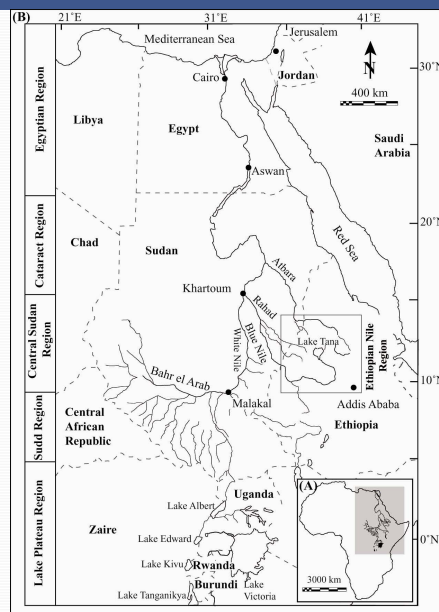 (B)
21˚E
31˚E
41˚E
Mediterranean Sea
Jerusalem
Cairo
Jordan
N
30˚N
400 km
Libya
Egypt
Saudi
Arabia
Aswan
Egyptian Region
20˚N
Chad
Sudan
Red Sea
Cataract Region
Atbara
Khartoum
Rahad
Blue Nile
White Nile
Lake Tana
Ethiopian Nile
Region
Central Sudan
Region
Bahr el Arab
10˚N
Malakal
Addis Ababa
Central
African
Republic
Ethiopia
Sudd Region
Uganda
(A)
Lake Albert
Zaire
Lake Edward
0˚N
Lake Kivu
Rwanda
Burundi
Lake
Victoria
3000 km
Lake Tanganikya
Lake Plateau Region